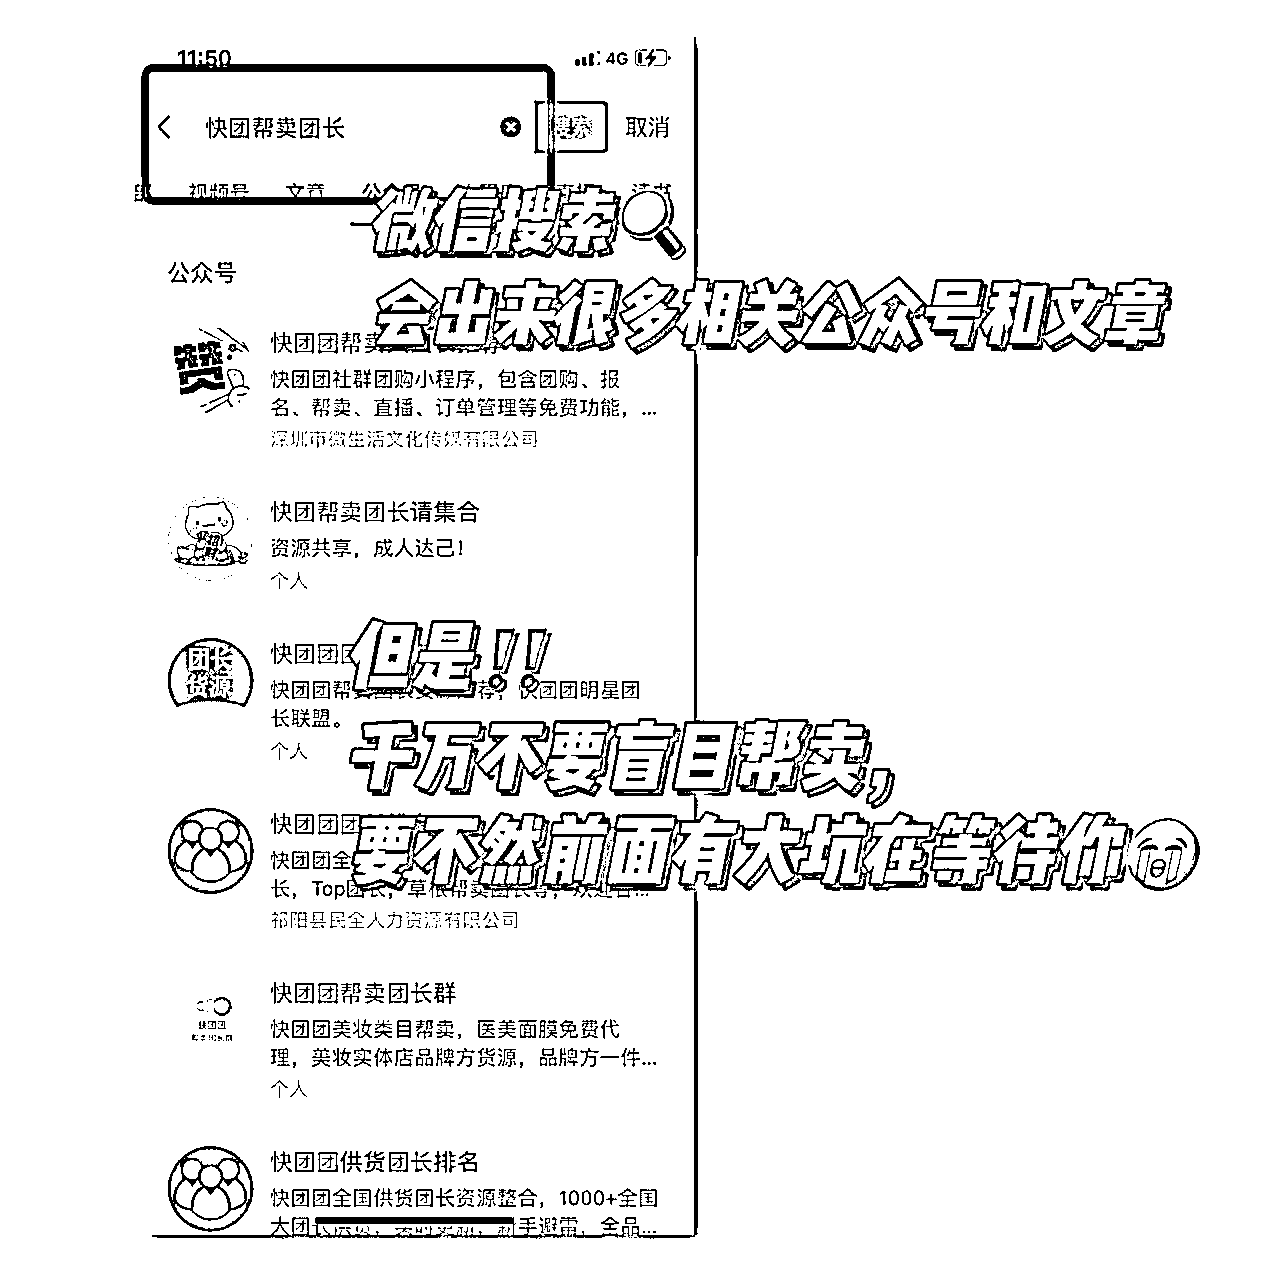 11:50
4G
快团帮卖团长
搜索
取消
视频号
文章
微信搜索
公众号
会出来很多相关公众号和文章
快团团帮卖
快团团社群团购小程序，包含团购、报
名、帮卖、直播、订单管理等免费功能，...
深圳市微生活文化传媒有限公司
快团帮卖团长请集合
资源共享，成人达己！
个人
但是！！
团长
货源
快团团
快团团帮卖 快团团明星团
长联盟。
个人
千万不要盲目帮卖，
要不然前面有大坑在等待你
快团团
快团全
长，Top团长，草根帮卖团长等，欢迎
祁阳县民全人力资源有限公司
快团团帮卖团长群
快团团
快团团美妆类目帮卖，医美面膜免费代
理，美妆实体店品牌方货源，品牌方一件...
个人
快团团供货团长排名
快团团全国供货团长资源整合，1000+全国
大团长供货，实时更新，新手避雷，全品...